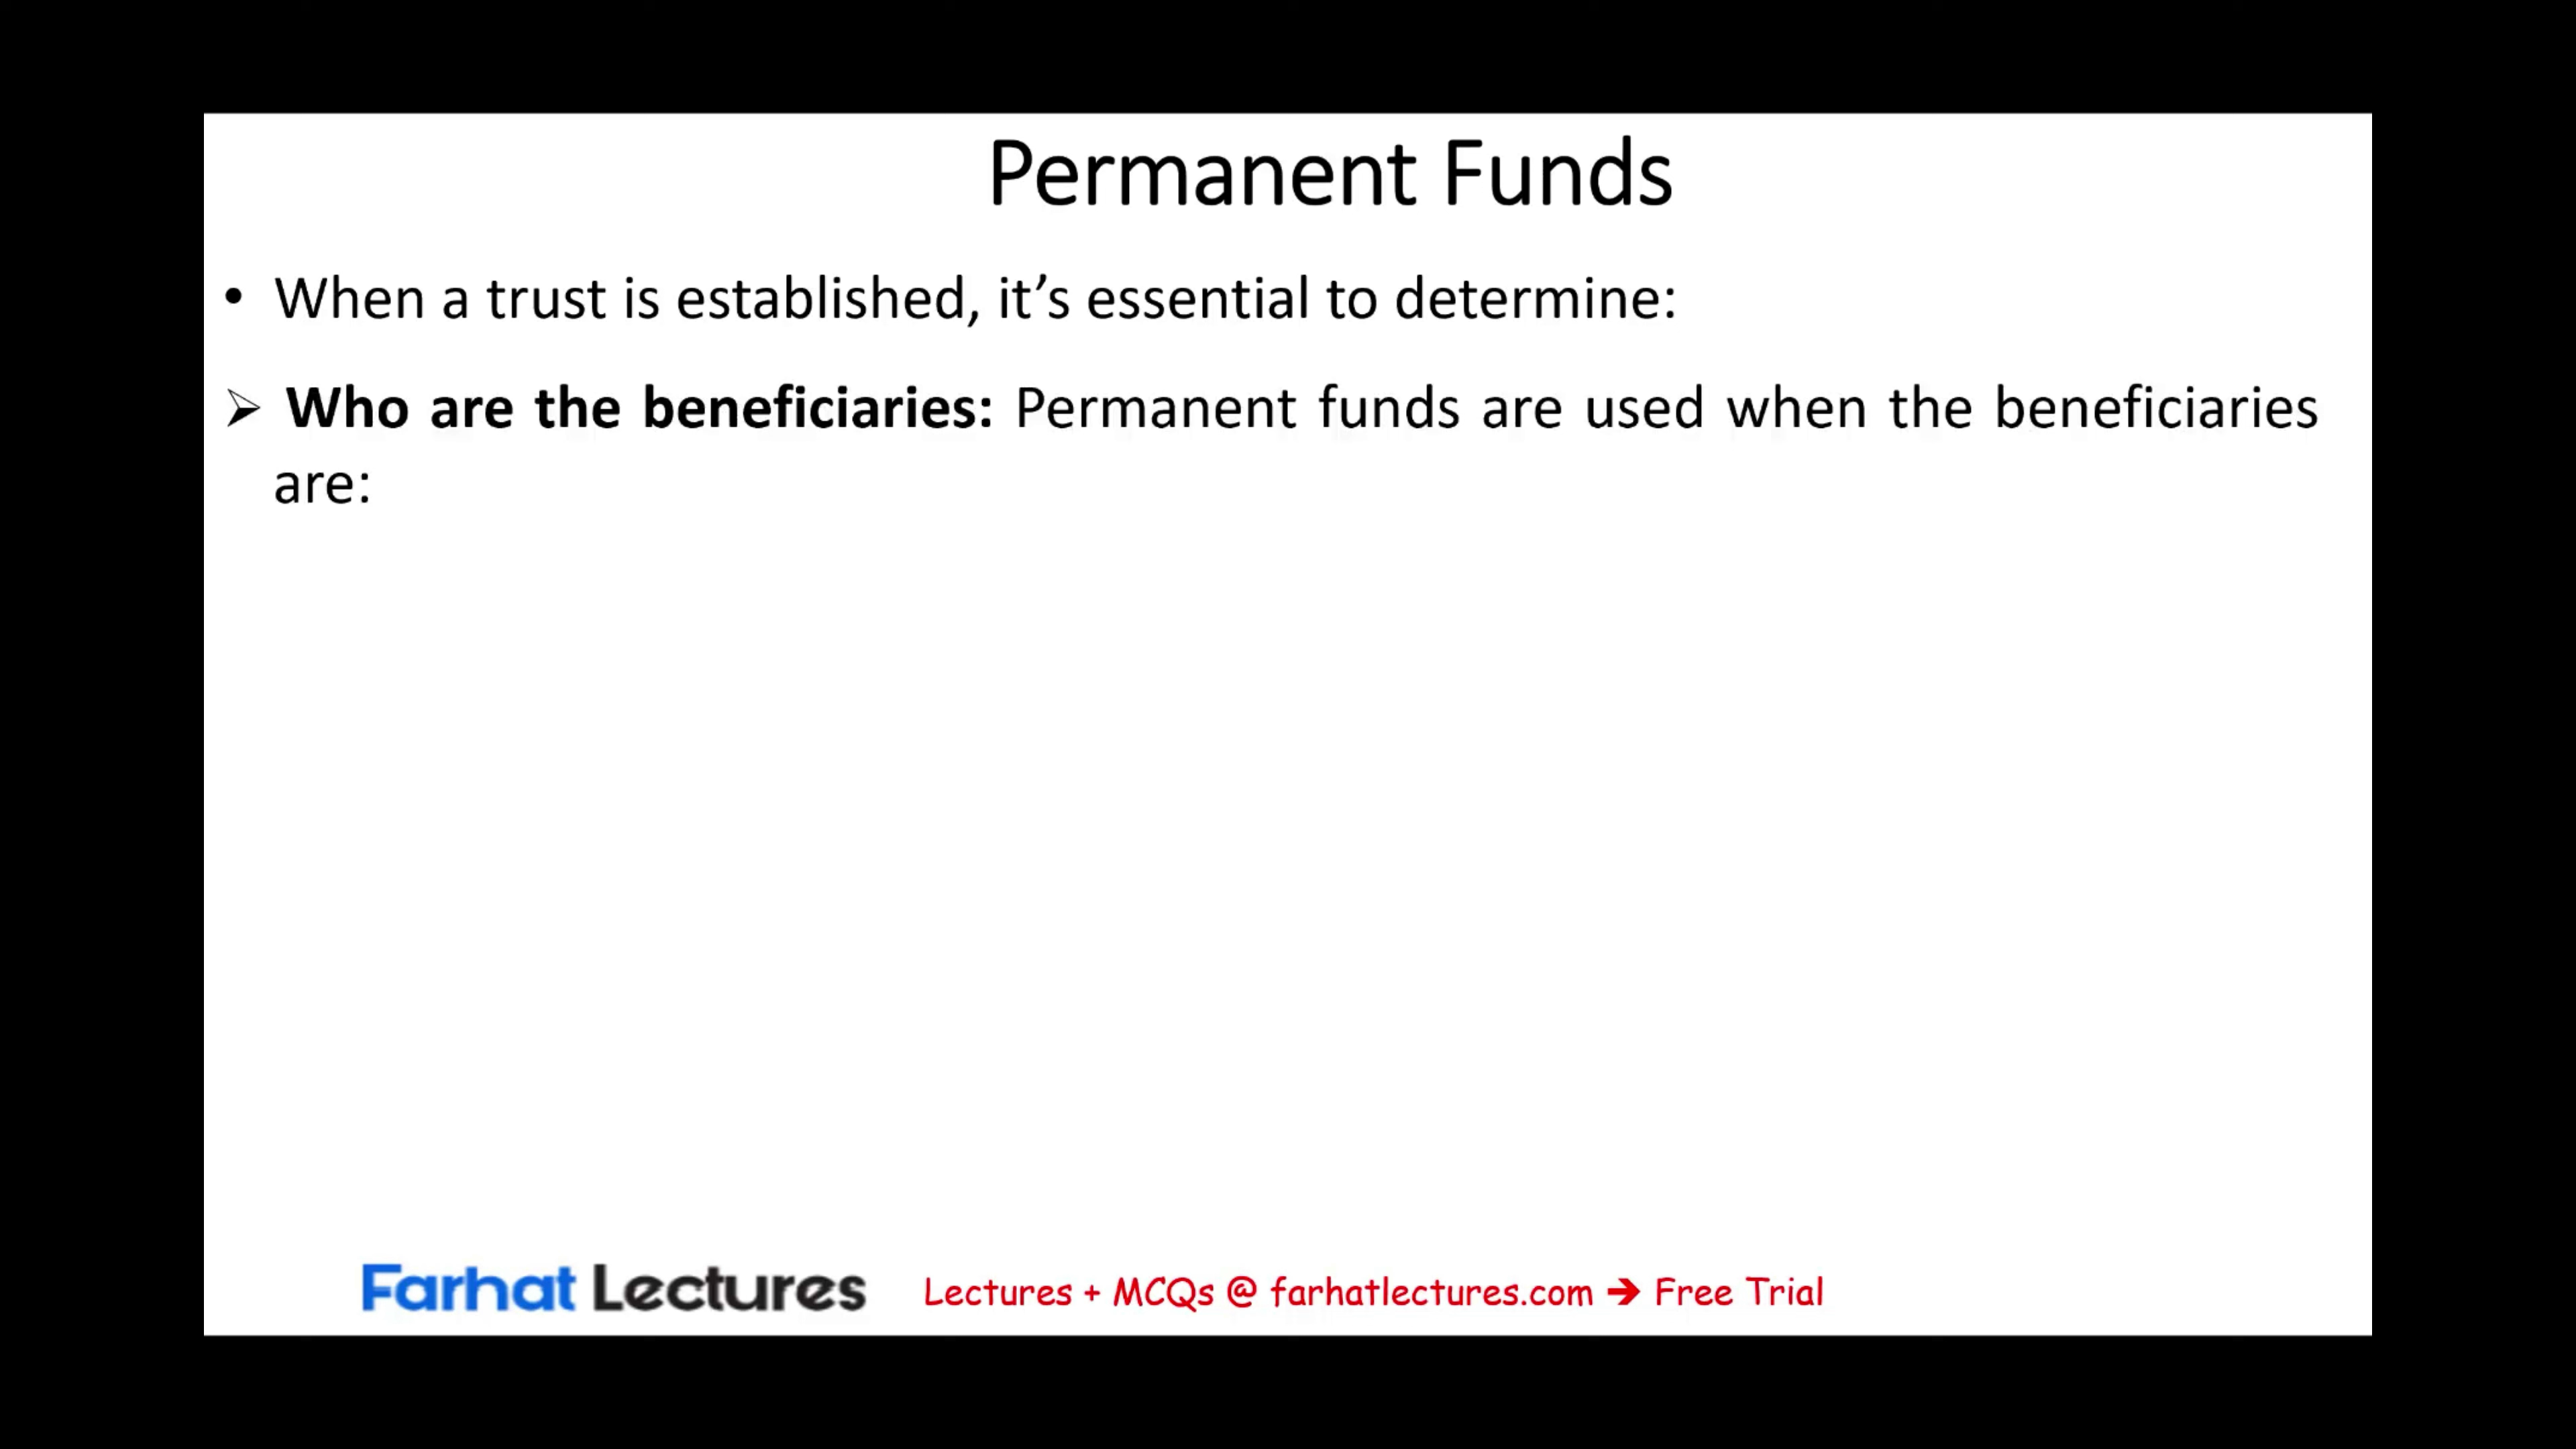 Permanent Funds
• When a trust is established, it’s essential to determine:
➢ Who are the beneficiaries: Permanent funds are used when the beneficiaries
are:
Farhat Lectures
Lectures + MCQs @ farhatlectures.com ➔ Free Trial